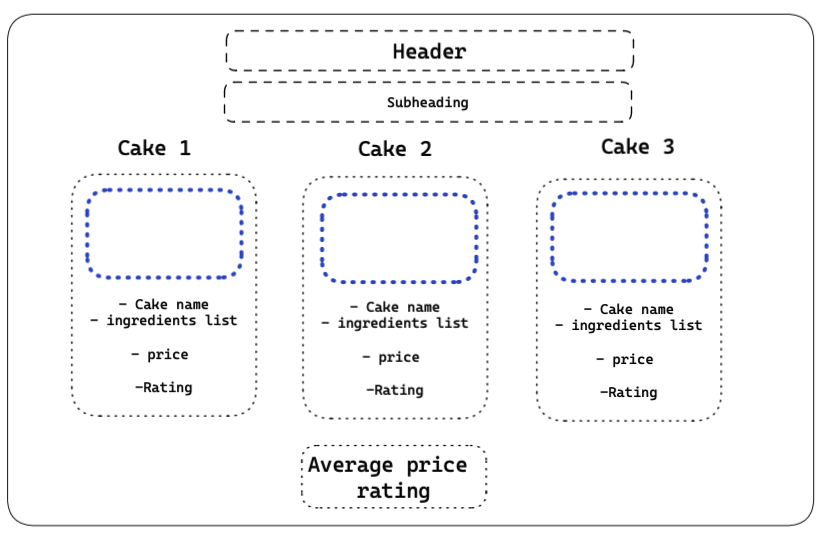 Header
Subheading
Cake 1
Cake 2
Cake 3
- Cake name
- ingredients list
- price
-Rating
- Cake name
- ingredients list
- price
-Rating
- Cake name
- ingredients list
- price
-Rating
Average price
rating